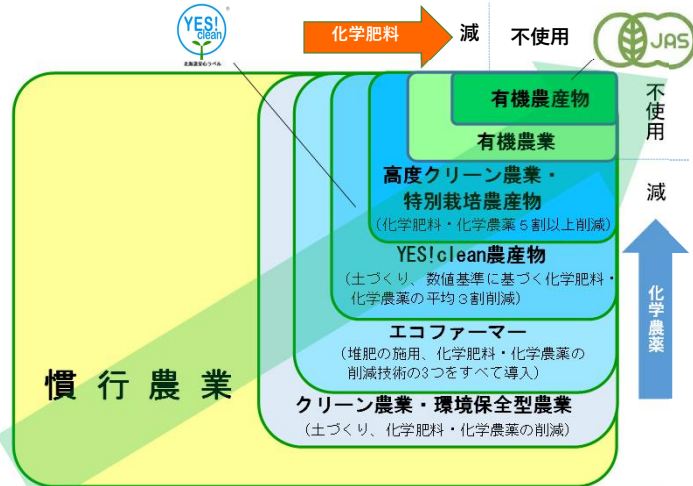 YES!
clean
北海道安心ラベル
化学肥料
減
不使用
JAS
有機農産物
不使用
有機農業
減
高度クリーン農業・
特別栽培農産物
(化学肥料・化学農薬５割以上削減)
YES!clean農産物
(土づくり、数値基準に基づく化学肥料・
化学農薬の平均３割削減)
化学農薬
エコファーマー
(堆肥の施用、化学肥料・化学農薬の
削減技術の3つをすべて導入)
慣行農業
クリーン農業・環境保全型農業
(土づくり、化学肥料・化学農薬の削減)